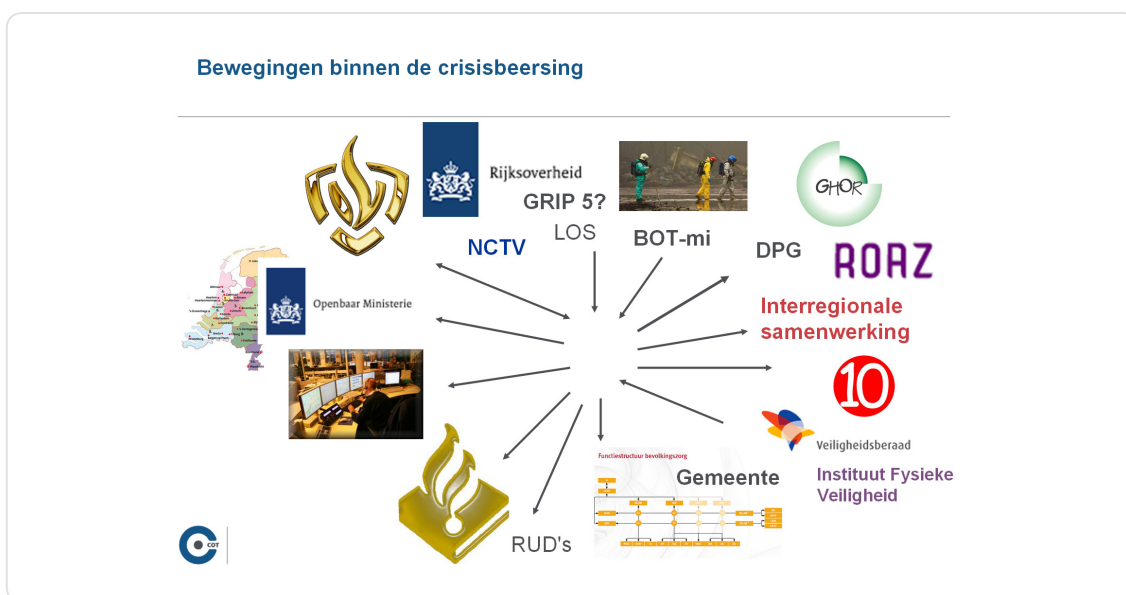 Bewegingen binnen de crisisbeersing
Rijksoverheid
GRIP 5?
LOS
NCTV
BOT-mi
GHOR
DPG
ROAZ
Openbaar Ministerie
Interregionale
samenwerking
10
Veiligheidsberaad
Instituut Fysieke
Veiligheid
Functiestructuur bevolkingszorg
Gemeente
RUD's
COT